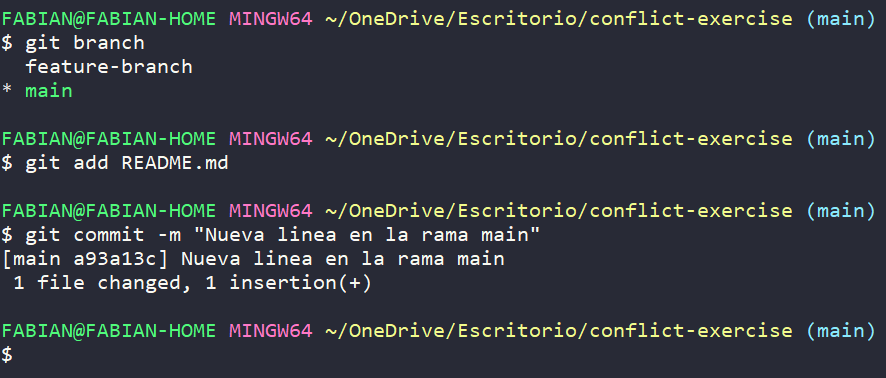 FABIAN@FABIAN-HOME MINGW64 ~/OneDrive/Escritorio/conflict-exercise (main)
$ git branch
  feature-branch
* main
FABIAN@FABIAN-HOME MINGW64 ~/OneDrive/Escritorio/conflict-exercise (main)
$ git add README.md
FABIAN@FABIAN-HOME MINGW64 ~/OneDrive/Escritorio/conflict-exercise (main)
$ git commit -m "Nueva linea en la rama main"
[main a93a13c] Nueva linea en la rama main
 1 file changed, 1 insertion(+)
FABIAN@FABIAN-HOME MINGW64 ~/OneDrive/Escritorio/conflict-exercise (main)
$